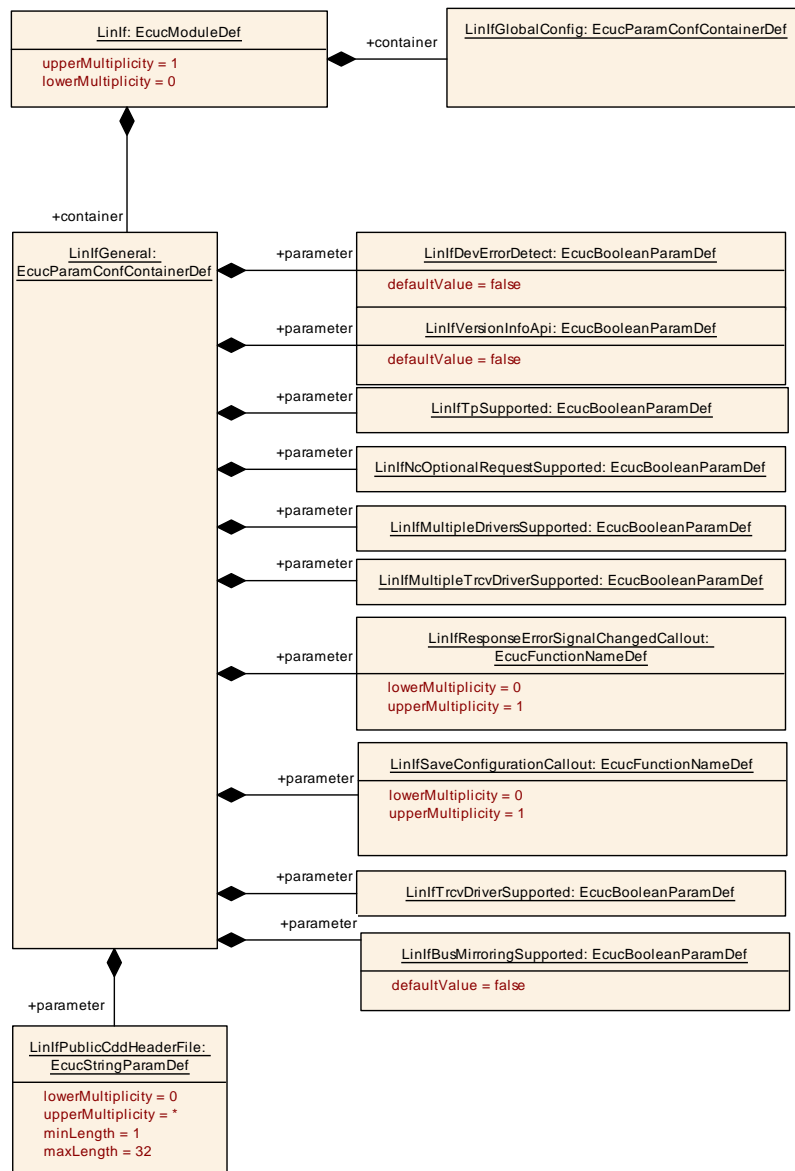 LinIf: EcucModuleDef
upperMultiplicity = 1
lowerMultiplicity = 0
+container
LinIfGlobalConfig: EcucParamConfContainerDef
+container
LinIfGeneral:
EcucParamConfContainerDef
+parameter
LinIfDevErrorDetect: EcucBooleanParamDef
defaultValue = false
+parameter
LinIfVersionInfoApi: EcucBooleanParamDef
defaultValue = false
+parameter
LinIfTpSupported: EcucBooleanParamDef
+parameter
LinIfNcOptionalRequestSupported: EcucBooleanParamDef
+parameter
LinIfMultipleDriversSupported: EcucBooleanParamDef
+parameter
LinIfMultipleTrcvDriverSupported: EcucBooleanParamDef
+parameter
LinIfResponseErrorSignalChangedCallout:
EcucFunctionNameDef
lowerMultiplicity = 0
upperMultiplicity = 1
+parameter
LinIfSaveConfigurationCallout: EcucFunctionNameDef
lowerMultiplicity = 0
upperMultiplicity = 1
+parameter
LinIfTrcvDriverSupported: EcucBooleanParamDef
+parameter
LinIfBusMirroringSupported: EcucBooleanParamDef
defaultValue = false
+parameter
LinIfPublicCddHeaderFile:
EcucStringParamDef
lowerMultiplicity = 0
upperMultiplicity = *
minLength = 1
maxLength = 32